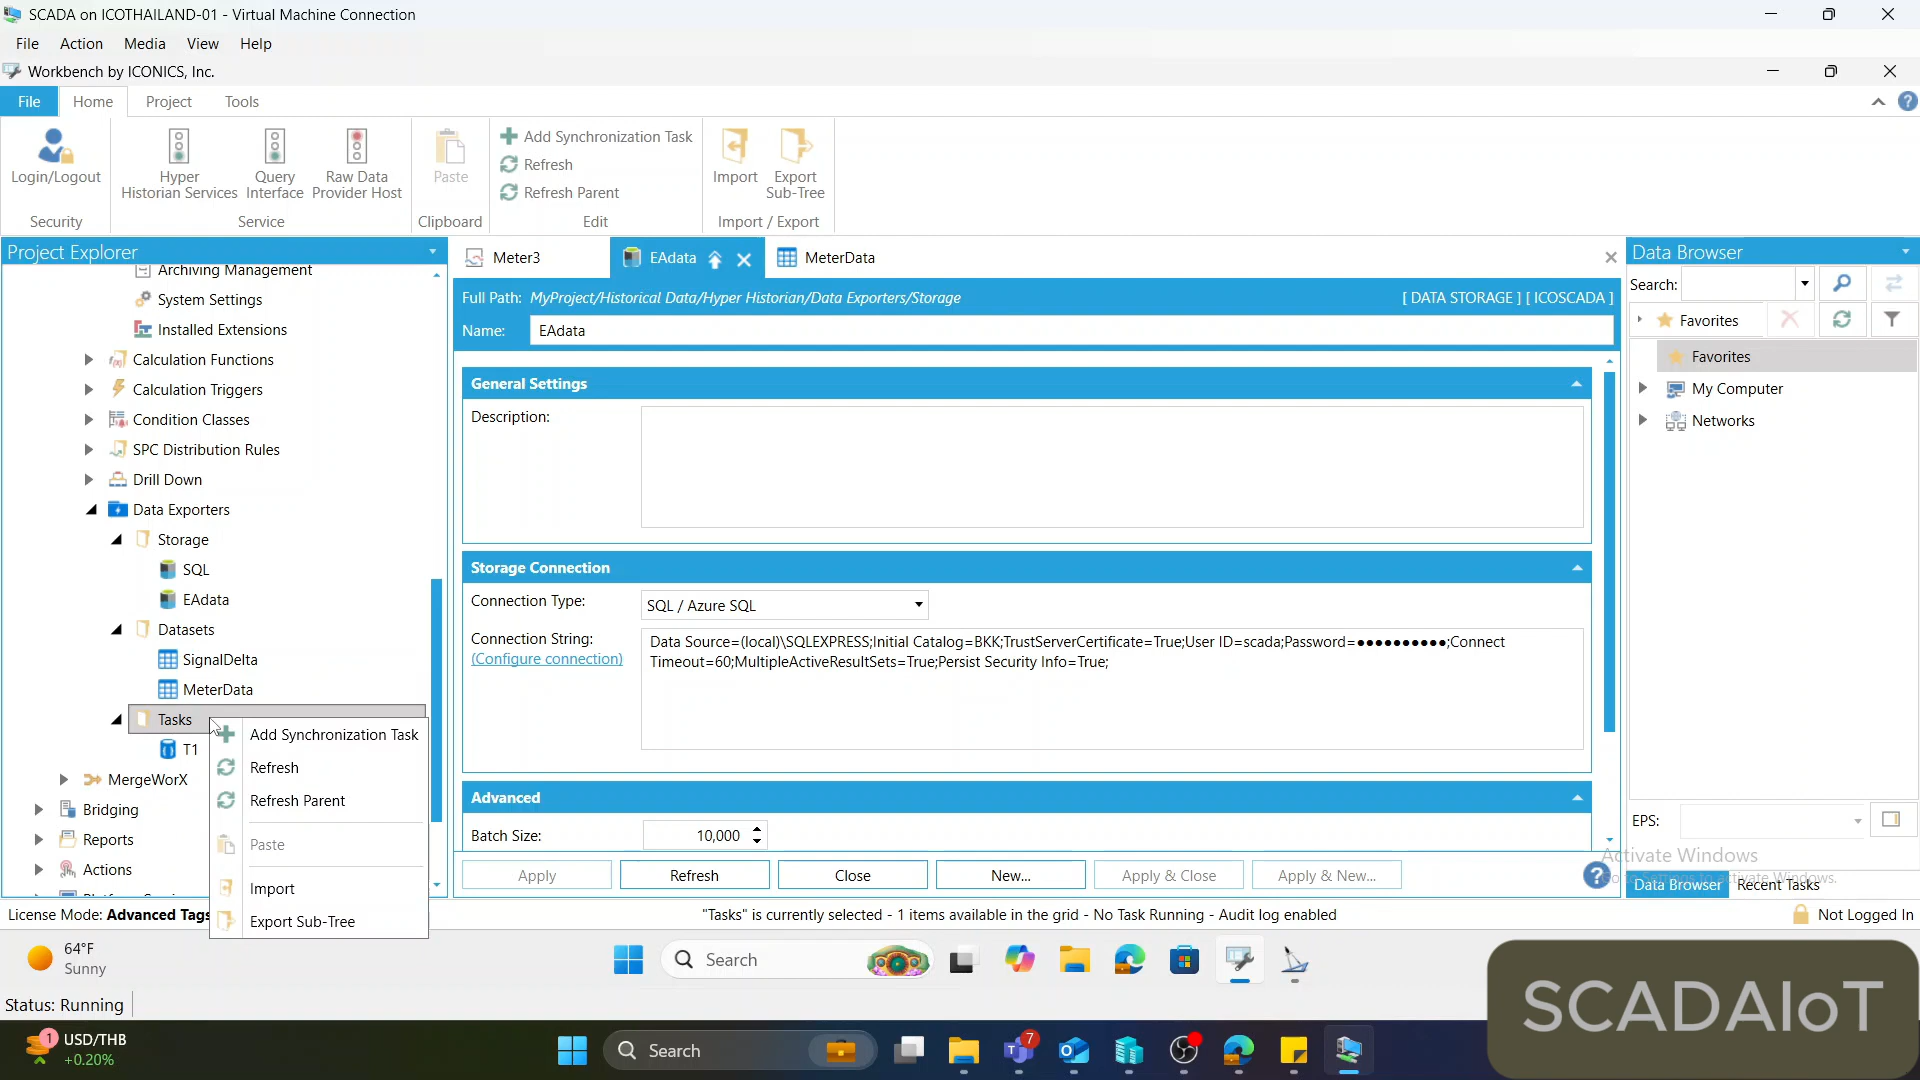 SCADA on ICOTHAILAND-01 - Virtual Machine Connection
File Action Media View Help
Workbench by ICONICS, Inc.
File Home Project Tools
Login/Logout
Security
Hyper
Historian Services
Query
Interface
Raw Data
Provider Host
Service
Paste
Clipboard
Add Synchronization Task
Refresh
Refresh Parent
Edit
Import
Export
Sub-Tree
Import / Export
Project Explorer
Archiving Management
System Settings
Installed Extensions
Calculation Functions
Calculation Triggers
Condition Classes
SPC Distribution Rules
Drill Down
Data Exporters
Storage
SQL
EAdata
Datasets
SignalDelta
MeterData
Tasks
T1
MergeWorX
Bridging
Reports
Actions
Add Synchronization Task
Refresh
Refresh Parent
Paste
Import
Export Sub-Tree
Meter3 EAdata MeterData
Full Path: MyProject/Historical Data/Hyper Historian/Data Exporters/Storage [ DATA STORAGE ] [ ICOSCADA ]
Name: EAdata
General Settings
Description:
Storage Connection
Connection Type: SQL / Azure SQL
Connection String:
(Configure connection)
Data Source=(local)\SQLEXPRESS;Initial Catalog=BKK;TrustServerCertificate=True;User ID=scada;Password=●●●●●●●●●●;Connect
Timeout=60;MultipleActiveResultSets=True;Persist Security Info=True;
Advanced
Batch Size: 10,000
Apply Refresh Close New... Apply & Close Apply & New...
Data Browser
Search:
Favorites
Favorites
My Computer
Networks
EPS:
Activate Windows
Go to Settings to activate Windows.
Data Browser Recent Tasks
License Mode: Advanced Tags
"Tasks" is currently selected - 1 items available in the grid - No Task Running - Audit log enabled
Not Logged In
64°F
Sunny
Search
Status: Running
SCADAIoT
1
USD/THB
+0.20%
Search
7